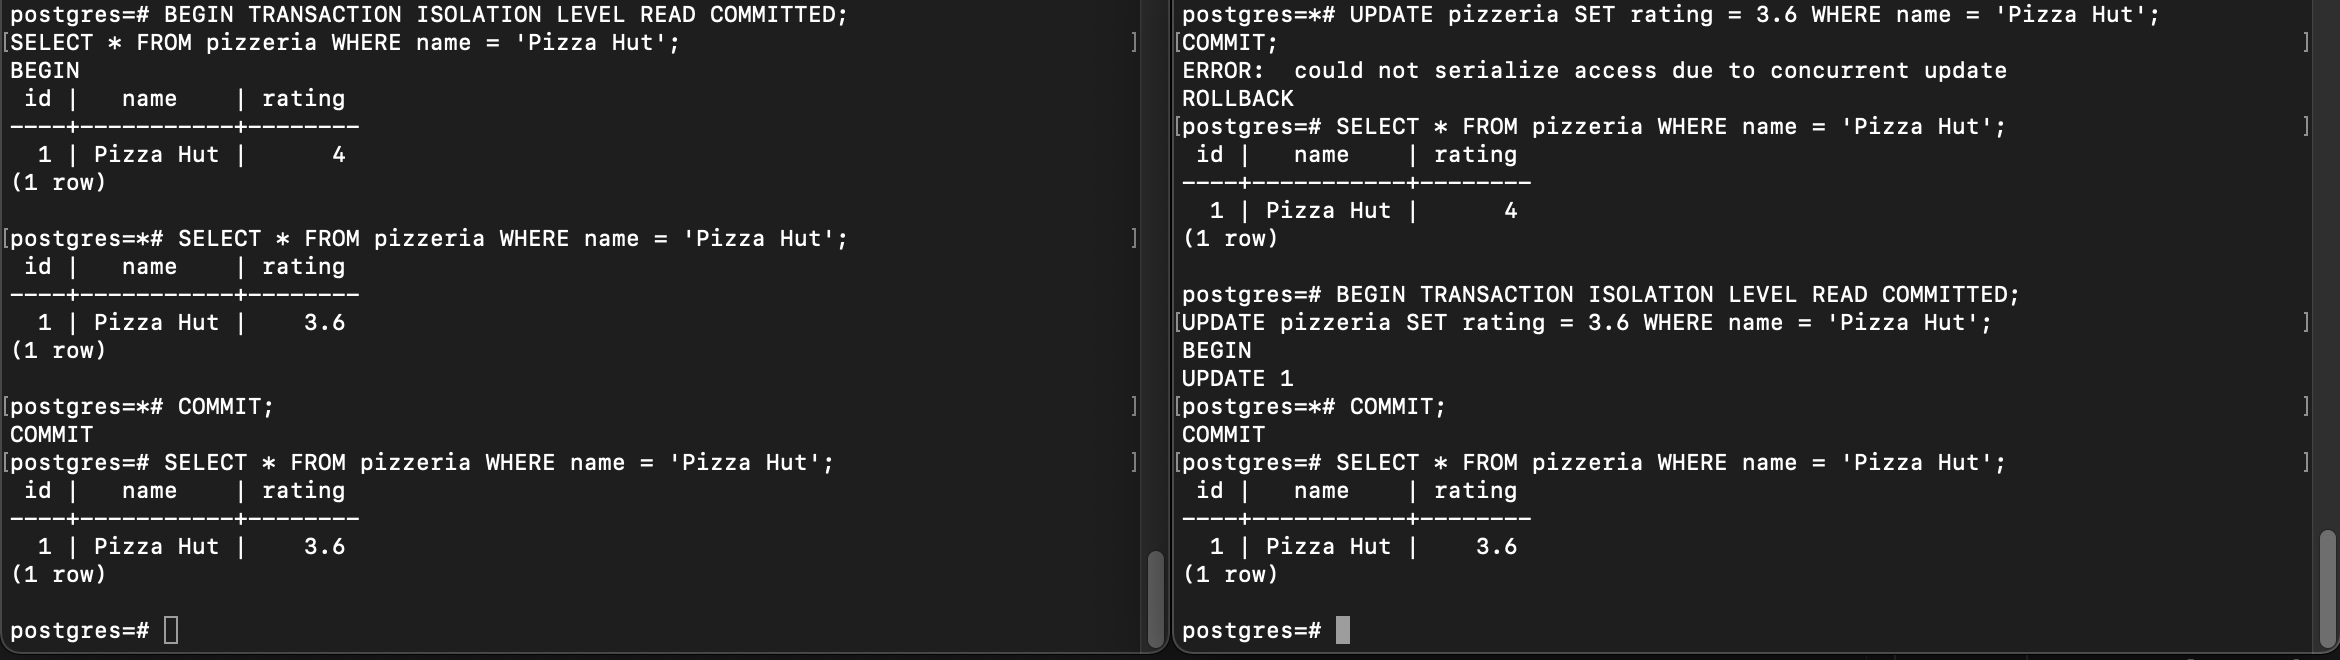 postgres=# BEGIN TRANSACTION ISOLATION LEVEL READ COMMITTED;
[SELECT * FROM pizzeria WHERE name = 'Pizza Hut'; ]
BEGIN
 id |   name    | rating
----+-----------+--------
  1 | Pizza Hut |      4
(1 row)

[postgres=*# SELECT * FROM pizzeria WHERE name = 'Pizza Hut'; ]
 id |   name    | rating
----+-----------+--------
  1 | Pizza Hut |    3.6
(1 row)

[postgres=*# COMMIT; ]
COMMIT
[postgres=# SELECT * FROM pizzeria WHERE name = 'Pizza Hut'; ]
 id |   name    | rating
----+-----------+--------
  1 | Pizza Hut |    3.6
(1 row)

postgres=#
postgres=*# UPDATE pizzeria SET rating = 3.6 WHERE name = 'Pizza Hut';
[COMMIT; ]
ERROR:  could not serialize access due to concurrent update
ROLLBACK
[postgres=# SELECT * FROM pizzeria WHERE name = 'Pizza Hut'; ]
 id |   name    | rating
----+-----------+--------
  1 | Pizza Hut |      4
(1 row)

postgres=# BEGIN TRANSACTION ISOLATION LEVEL READ COMMITTED;
[UPDATE pizzeria SET rating = 3.6 WHERE name = 'Pizza Hut'; ]
BEGIN
UPDATE 1
[postgres=*# COMMIT; ]
COMMIT
[postgres=# SELECT * FROM pizzeria WHERE name = 'Pizza Hut'; ]
 id |   name    | rating
----+-----------+--------
  1 | Pizza Hut |    3.6
(1 row)

postgres=#